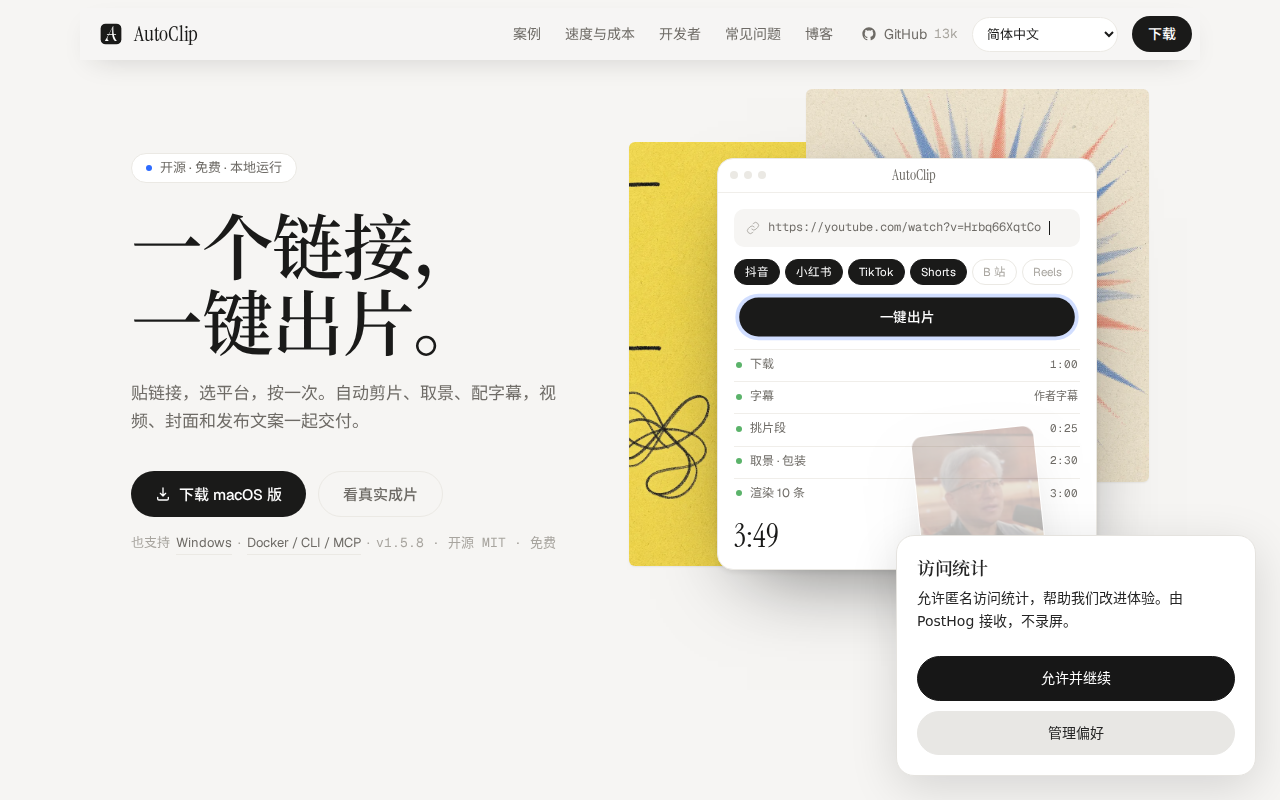 A AutoClip
案例 速度与成本 开发者 常见问题 博客 GitHub 13k 简体中文 下载
开源 · 免费 · 本地运行
一个链接，
一键出片。
贴链接，选平台，按一次。自动剪片、取景、配字幕，视
频、封面和发布文案一起交付。
下载 macOS 版 看真实成片
也支持 Windows · Docker / CLI / MCP · v1.5.8 · 开源 MIT · 免费
AutoClip
https://youtube.com/watch?v=Hrbq66XqtCo
抖音 小红书 TikTok Shorts B 站 Reels
一键出片
下载 1:00
字幕 作者字幕
挑片段 0:25
取景 · 包装 2:30
渲染 10 条 3:00
3:49
访问统计
允许匿名访问统计，帮助我们改进体验。由
PostHog 接收，不录屏。
允许并继续
管理偏好